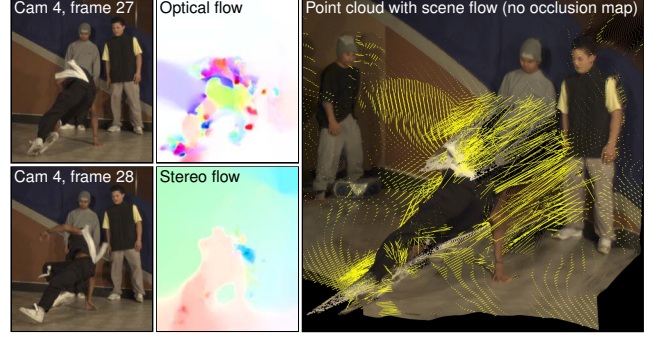 Cam 4, frame 27
Optical flow
Point cloud with scene flow (no occlusion map)
Cam 4, frame 28
Stereo flow